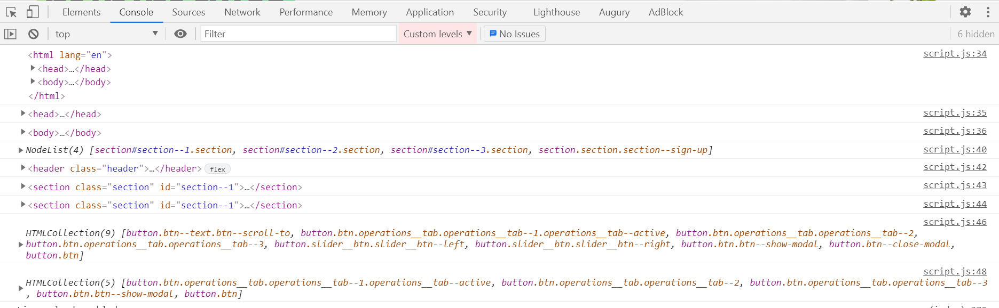 Elements Console Sources Network Performance Memory Application Security Lighthouse Augury AdBlock
top Filter Custom levels No Issues 6 hidden
<html lang="en"> script.js:34
<head>…</head>
<body>…</body>
</html>
<head>…</head> script.js:35
<body>…</body> script.js:36
NodeList(4) [section#section--1.section, section#section--2.section, section#section--3.section, section.section.section--sign-up] script.js:40
<header class="header">…</header> flex script.js:42
<section class="section" id="section--1">…</section> script.js:43
<section class="section" id="section--1">…</section> script.js:44
script.js:46
HTMLCollection(9) [button.btn--text.btn--scroll-to, button.btn.operations__tab.operations__tab--1.operations__tab--active, button.btn.operations__tab.operations__tab--2,
button.btn.operations__tab.operations__tab--3, button.slider__btn.slider__btn--left, button.slider__btn.slider__btn--right, button.btn.btn--show-modal, button.btn--close-modal,
button.btn]
script.js:48
HTMLCollection(5) [button.btn.operations__tab.operations__tab--1.operations__tab--active, button.btn.operations__tab.operations__tab--2, button.btn.operations__tab.operations__tab--3
, button.btn.btn--show-modal, button.btn]